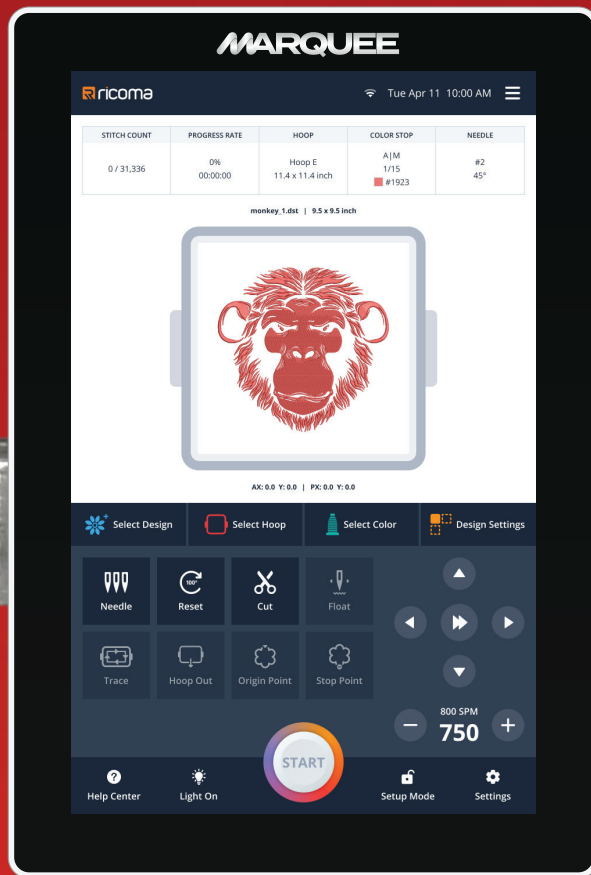 MARQUEE
ricoma
Tue Apr 11 10:00 AM
STITCH COUNT PROGRESS RATE HOOP COLOR STOP NEEDLE
0 / 31,336 0% Hoop E A|M #2
00:00:00 11.4 x 11.4 inch 1/15 45°
#1923
monkey_1.dst | 9.5 x 9.5 inch
AX: 0.0 Y: 0.0 | PX: 0.0 Y: 0.0
Select Design Select Hoop Select Color Design Settings
100°
Needle Reset Cut Float
Trace Hoop Out Origin Point Stop Point
800 SPM
750
START
Help Center Light On Setup Mode Settings